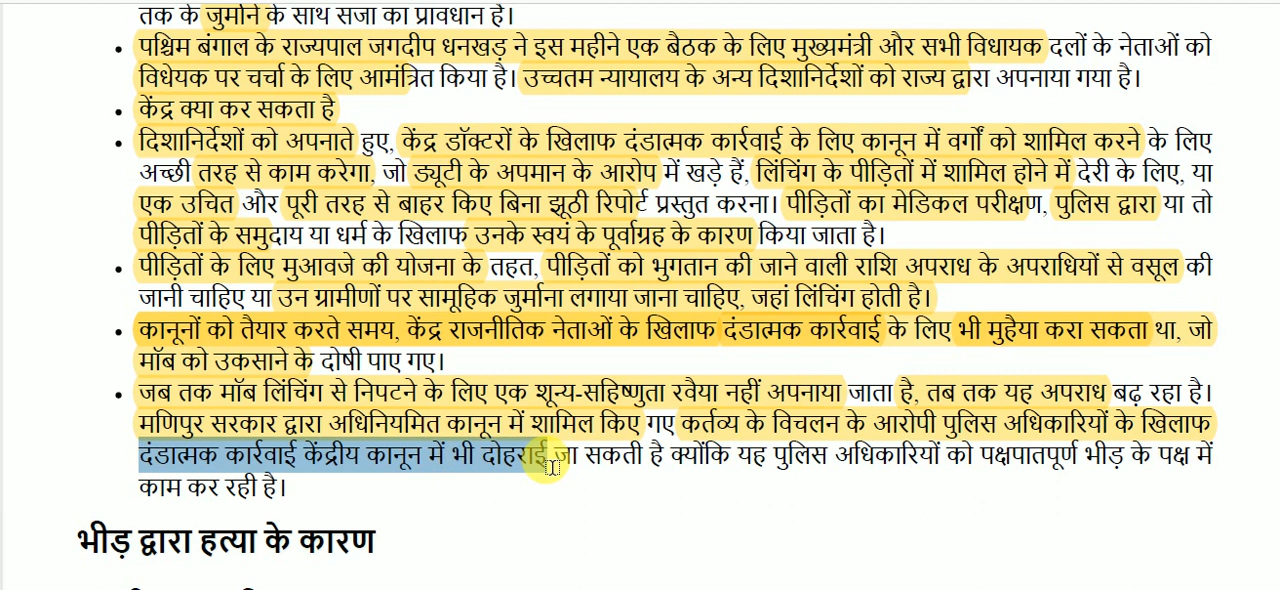 तक के जुर्माने के साथ सजा का प्रावधान है।
• पश्चिम बंगाल के राज्यपाल जगदीप धनखड़ ने इस महीने एक बैठक के लिए मुख्यमंत्री और सभी विधायक दलों के नेताओं को
विधेयक पर चर्चा के लिए आमंत्रित किया है। उच्चतम न्यायालय के अन्य दिशानिर्देशों को राज्य द्वारा अपनाया गया है।
• केंद्र क्या कर सकता है
• दिशानिर्देशों को अपनाते हुए, केंद्र डॉक्टरों के खिलाफ दंडात्मक कार्रवाई के लिए कानून में वर्गों को शामिल करने के लिए
अच्छी तरह से काम करेगा, जो ड्यूटी के अपमान के आरोप में खड़े हैं, लिंचिंग के पीड़ितों में शामिल होने में देरी के लिए, या
एक उचित और पूरी तरह से बाहर किए बिना झूठी रिपोर्ट प्रस्तुत करना। पीड़ितों का मेडिकल परीक्षण, पुलिस द्वारा या तो
पीड़ितों के समुदाय या धर्म के खिलाफ उनके स्वयं के पूर्वाग्रह के कारण किया जाता है।
• पीड़ितों के लिए मुआवजे की योजना के तहत, पीड़ितों को भुगतान की जाने वाली राशि अपराध के अपराधियों से वसूल की
जानी चाहिए या उन ग्रामीणों पर सामूहिक जुर्माना लगाया जाना चाहिए, जहां लिंचिंग होती है।
• कानूनों को तैयार करते समय, केंद्र राजनीतिक नेताओं के खिलाफ दंडात्मक कार्रवाई के लिए भी मुहैया करा सकता था, जो
मॉब को उकसाने के दोषी पाए गए।
• जब तक मॉब लिंचिंग से निपटने के लिए एक शून्य-सहिष्णुता रवैया नहीं अपनाया जाता है, तब तक यह अपराध बढ़ रहा है।
मणिपुर सरकार द्वारा अधिनियमित कानून में शामिल किए गए कर्तव्य के विचलन के आरोपी पुलिस अधिकारियों के खिलाफ
दंडात्मक कार्रवाई केंद्रीय कानून में भी दोहराई जा सकती है क्योंकि यह पुलिस अधिकारियों को पक्षपातपूर्ण भीड़ के पक्ष में
काम कर रही है।
भीड़ द्वारा हत्या के कारण